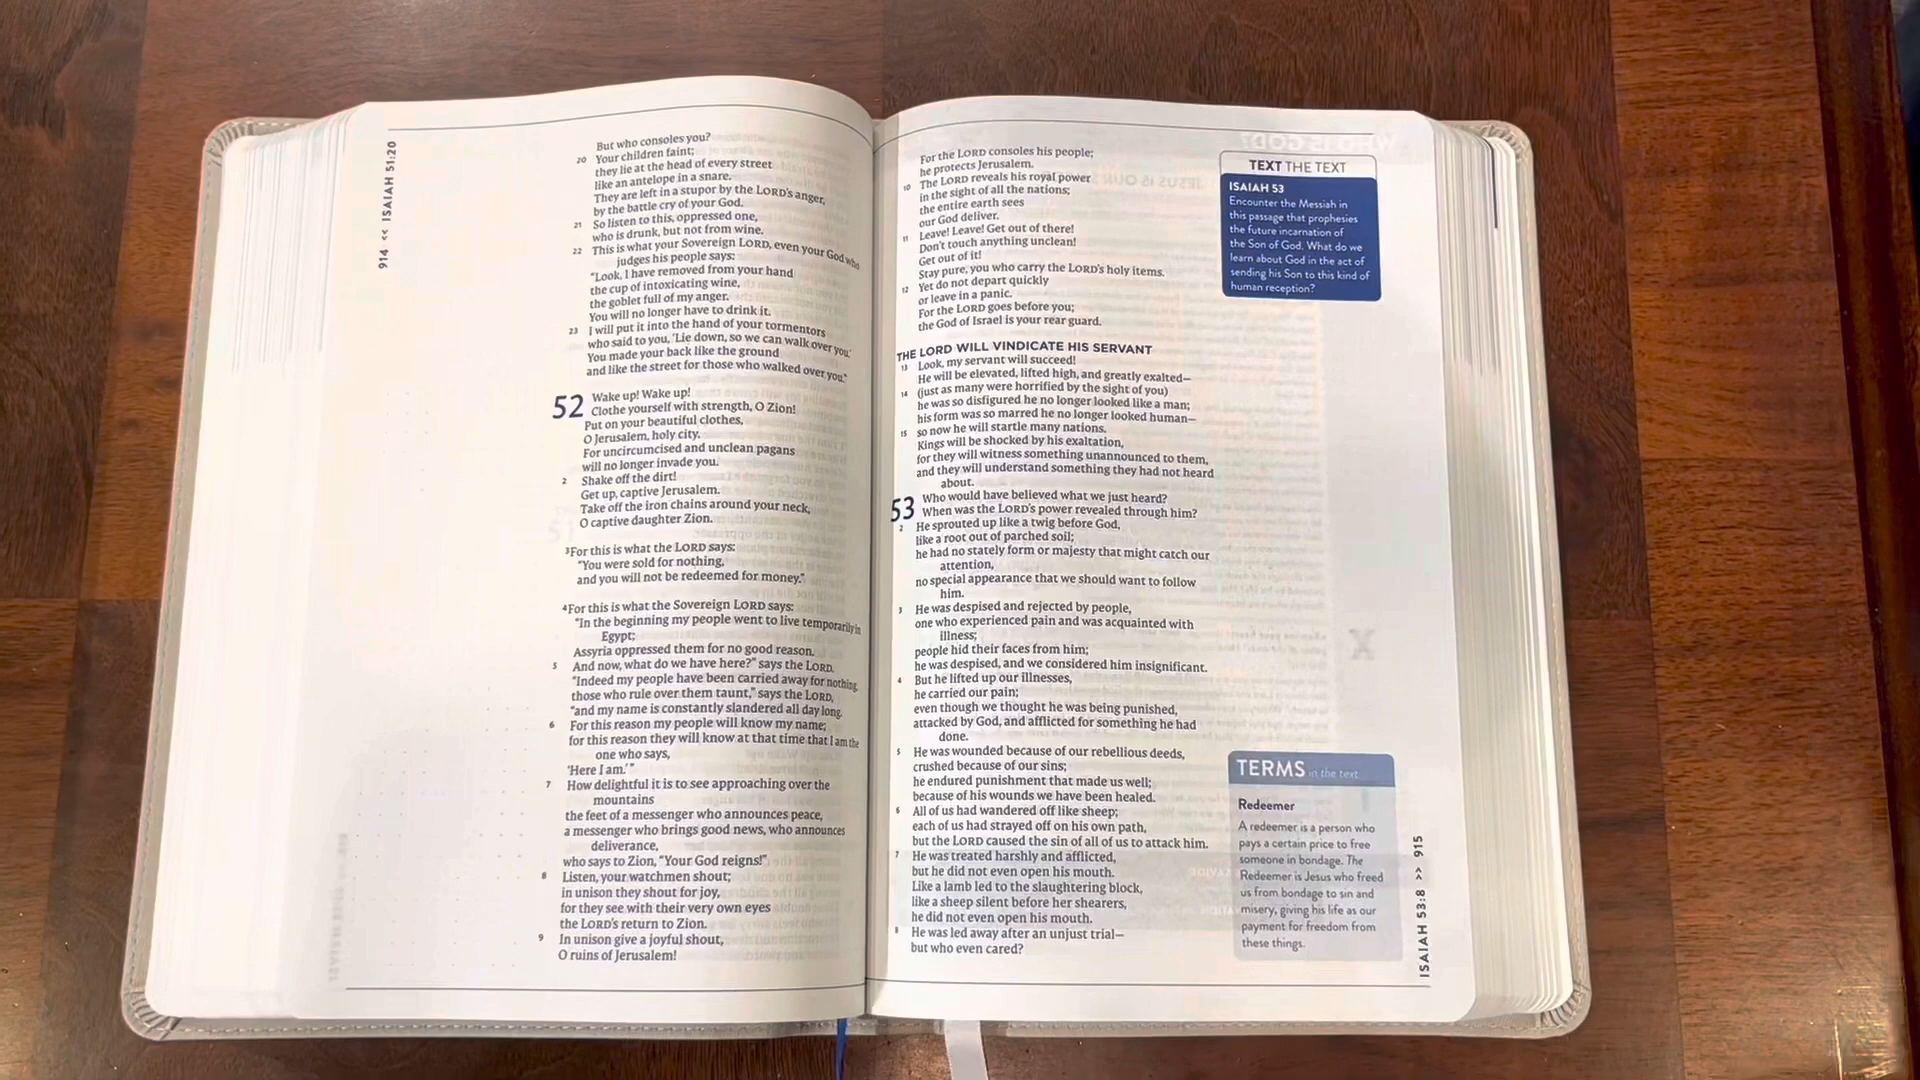 914 << ISAIAH 51:20
But who consoles you?
20 Your children faint;
they lie at the head of every street
like an antelope in a snare.
They are left in a stupor by the LORD's anger,
by the battle cry of your God.
21 So listen to this, oppressed one,
who is drunk, but not from wine.
22 This is what your Sovereign LORD, even your God who
judges his people says:
"Look, I have removed from your hand
the cup of intoxicating wine,
the goblet full of my anger.
You will no longer have to drink it.
23 I will put it into the hand of your tormentors
who said to you, 'Lie down, so we can walk over you.'
You made your back like the ground
and like the street for those who walked over you."
52 Wake up! Wake up!
Clothe yourself with strength, O Zion!
Put on your beautiful clothes,
O Jerusalem, holy city.
For uncircumcised and unclean pagans
will no longer invade you.
2 Shake off the dirt!
Get up, captive Jerusalem.
Take off the iron chains around your neck,
O captive daughter Zion.
3For this is what the LORD says:
"You were sold for nothing,
and you will not be redeemed for money."
4For this is what the Sovereign LORD says:
"In the beginning my people went to live temporarily in
Egypt;
Assyria oppressed them for no good reason.
5 And now, what do we have here?" says the LORD.
"Indeed my people have been carried away for nothing,
those who rule over them taunt," says the LORD,
"and my name is constantly slandered all day long.
6 For this reason my people will know my name;
for this reason they will know at that time that I am the
one who says,
'Here I am.'"
7 How delightful it is to see approaching over the
mountains
the feet of a messenger who announces peace,
a messenger who brings good news, who announces
deliverance,
who says to Zion, "Your God reigns!"
8 Listen, your watchmen shout;
in unison they shout for joy,
for they see with their very own eyes
the LORD's return to Zion.
9 In unison give a joyful shout,
O ruins of Jerusalem!
For the LORD consoles his people;
he protects Jerusalem.
10 The LORD reveals his royal power
in the sight of all the nations;
the entire earth sees
our God deliver.
11 Leave! Leave! Get out of there!
Don't touch anything unclean!
Get out of it!
Stay pure, you who carry the LORD's holy items.
12 Yet do not depart quickly
or leave in a panic.
For the LORD goes before you;
the God of Israel is your rear guard.
THE LORD WILL VINDICATE HIS SERVANT
13 Look, my servant will succeed!
He will be elevated, lifted high, and greatly exalted—
14 (just as many were horrified by the sight of you)
he was so disfigured he no longer looked like a man;
his form was so marred he no longer looked human—
15 so now he will startle many nations.
Kings will be shocked by his exaltation,
for they will witness something unannounced to them,
and they will understand something they had not heard
about.
53 Who would have believed what we just heard?
When was the LORD's power revealed through him?
2 He sprouted up like a twig before God,
like a root out of parched soil;
he had no stately form or majesty that might catch our
attention,
no special appearance that we should want to follow
him.
3 He was despised and rejected by people,
one who experienced pain and was acquainted with
illness;
people hid their faces from him;
he was despised, and we considered him insignificant.
4 But he lifted up our illnesses,
he carried our pain;
even though we thought he was being punished,
attacked by God, and afflicted for something he had
done.
5 He was wounded because of our rebellious deeds,
crushed because of our sins;
he endured punishment that made us well;
because of his wounds we have been healed.
6 All of us had wandered off like sheep;
each of us had strayed off on his own path,
but the LORD caused the sin of all of us to attack him.
7 He was treated harshly and afflicted,
but he did not even open his mouth.
Like a lamb led to the slaughtering block,
like a sheep silent before her shearers,
he did not even open his mouth.
8 He was led away after an unjust trial—
but who even cared?
TEXT THE TEXT
ISAIAH 53
Encounter the Messiah in
this passage that prophesies
the future incarnation of
the Son of God. What do we
learn about God in the act of
sending his Son to this kind of
human reception?
TERMS in the text
Redeemer
A redeemer is a person who
pays a certain price to free
someone in bondage. The
Redeemer is Jesus who freed
us from bondage to sin and
misery, giving his life as our
payment for freedom from
these things.
ISAIAH 53:8 >> 915